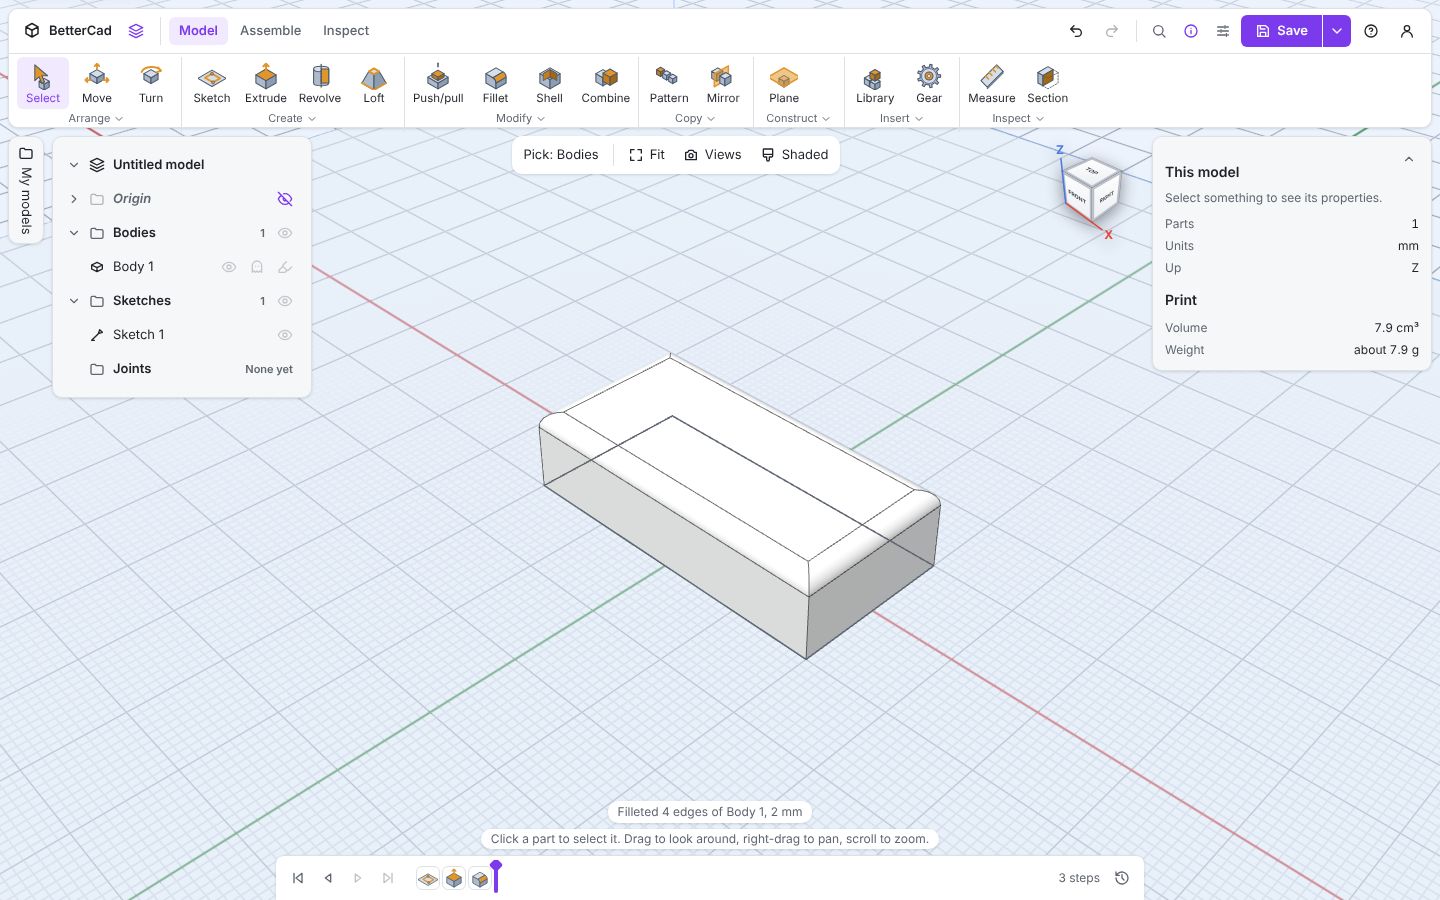 BetterCad
Model Assemble Inspect
Save
Select Move Turn Sketch Extrude Revolve Loft Push/pull Fillet Shell Combine Pattern Mirror Plane Library Gear Measure Section
Arrange Create Modify Copy Construct Insert Inspect
My models
Untitled model
Origin
Bodies 1
Body 1
Sketches 1
Sketch 1
Joints None yet
Pick: Bodies Fit Views Shaded
Z
TOP
FRONT
RIGHT
X
This model
Select something to see its properties.
Parts 1
Units mm
Up Z
Print
Volume 7.9 cm³
Weight about 7.9 g
Filleted 4 edges of Body 1, 2 mm
Click a part to select it. Drag to look around, right-drag to pan, scroll to zoom.
3 steps